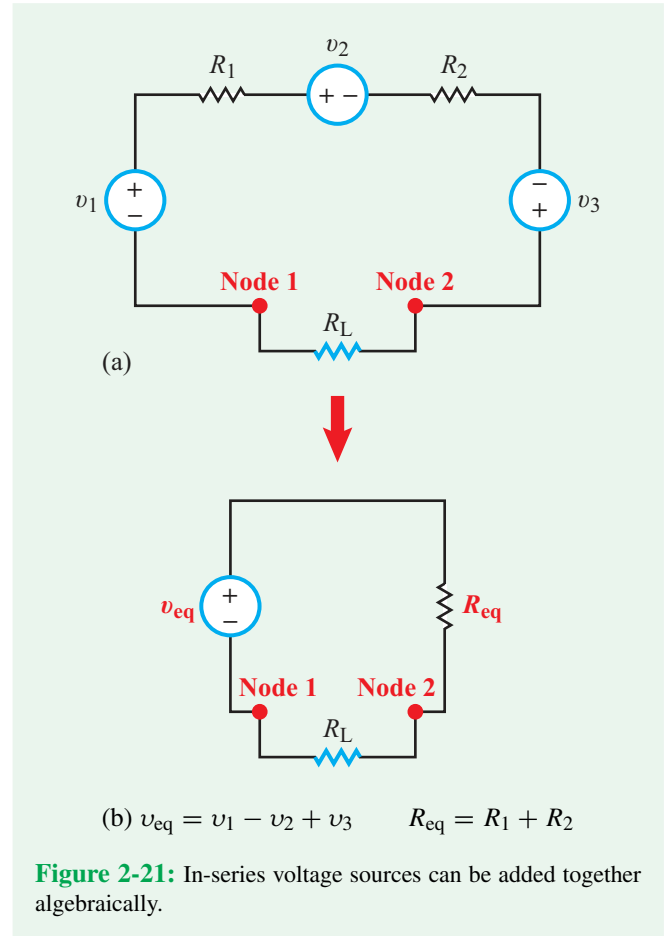 υ2
R1 R2
+ −
υ1 + − − + υ3
Node 1 Node 2
RL
(a)
υeq + − Req
Node 1 Node 2
RL
(b) υeq = υ1 − υ2 + υ3 Req = R1 + R2
Figure 2-21: In-series voltage sources can be added together
algebraically.